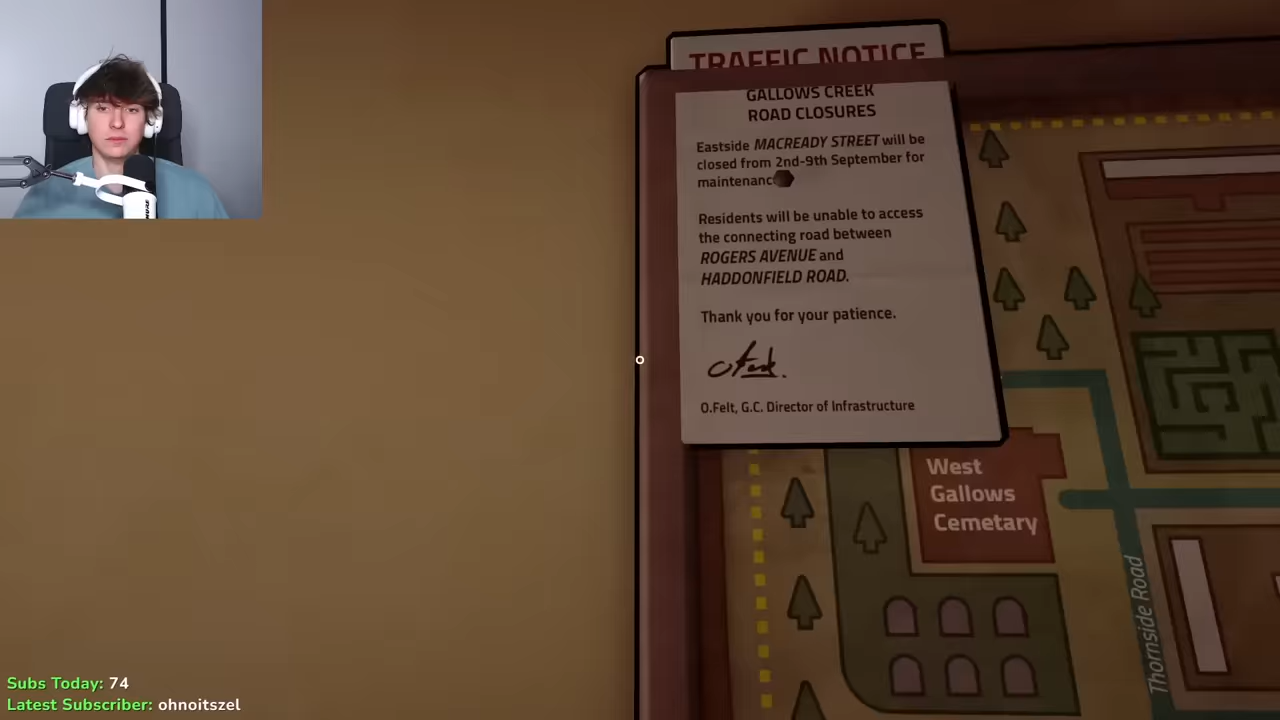 TRAFFIC NOTICE
GALLOWS CREEK
ROAD CLOSURES
Eastside MACREADY STREET will be
closed from 2nd-9th September for
maintenanc
Residents will be unable to access
the connecting road between
ROGERS AVENUE and
HADDONFIELD ROAD.
Thank you for your patience.
O.Felt, G.C. Director of Infrastructure
West
Gallows
Cemetary
Thornside Road
Subs Today: 74
Latest Subscriber: ohnoitszel